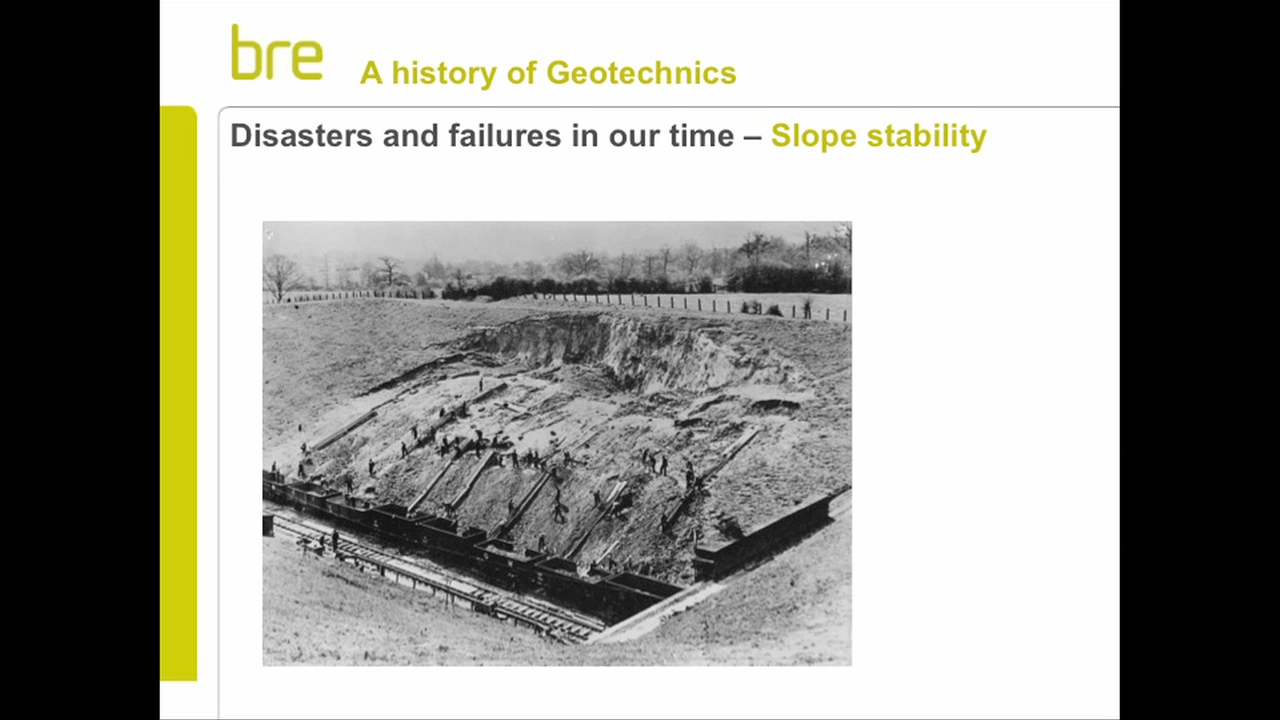 bre
A history of Geotechnics
Disasters and failures in our time – Slope stability